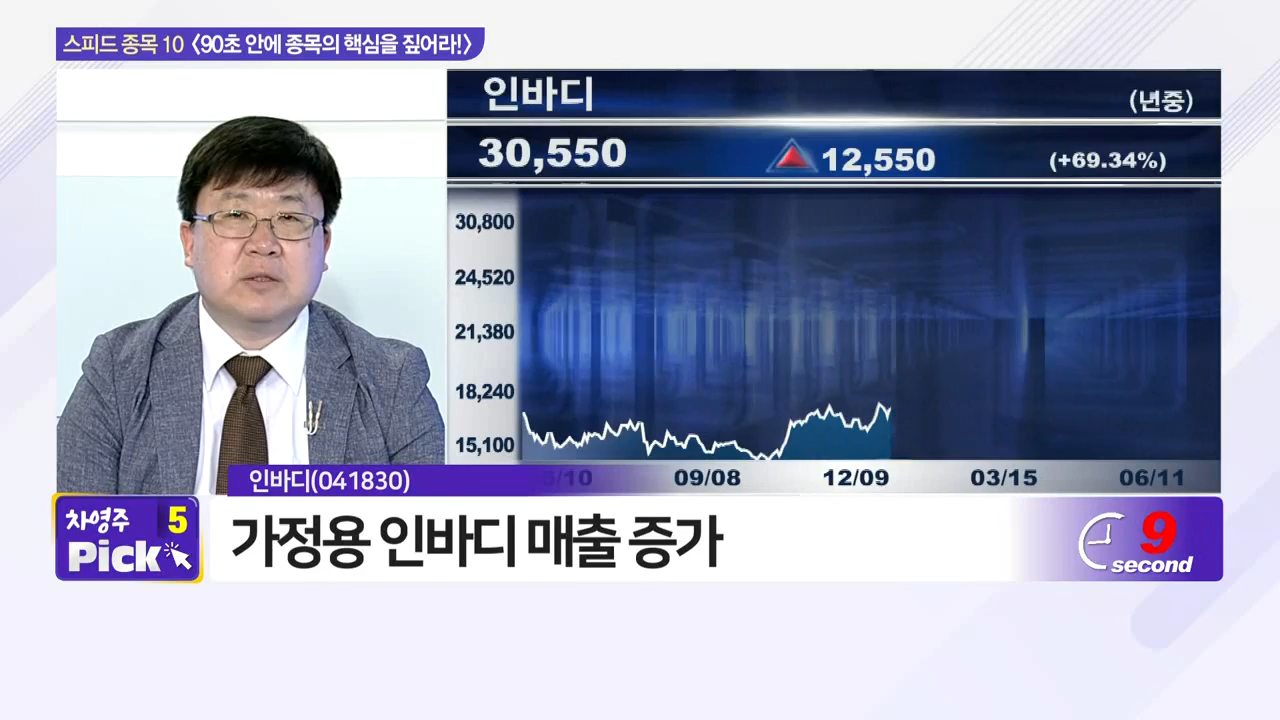 스피드 종목 10 <90초 안에 종목의 핵심을 짚어라!>
인바디
(년중)
30,550
12,550
(+69.34%)
30,800
24,520
21,380
18,240
15,100
/10
09/08
12/09
03/15
06/11
인바디(041830)
차영주
5
Pick
가정용 인바디 매출 증가
9
second